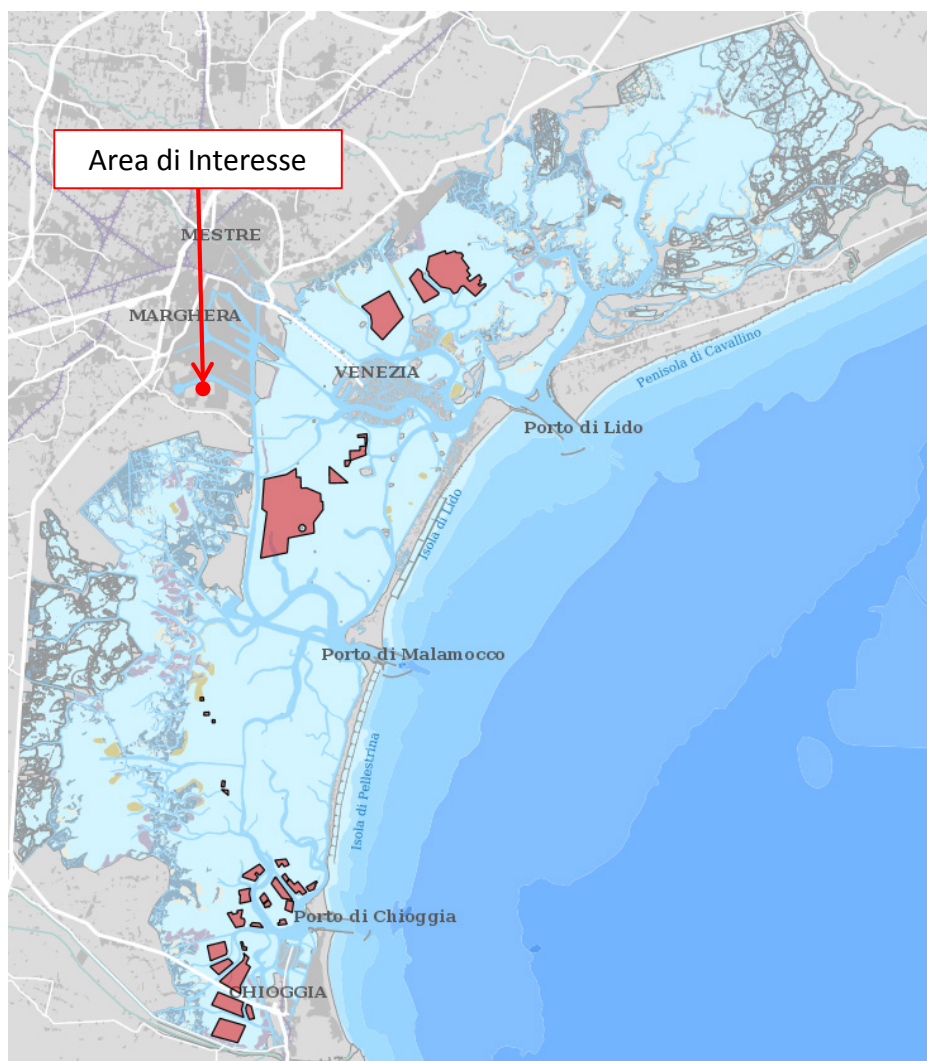 Area di Interesse
MESTRE
MARGHERA
VENEZIA
Penisola di Cavallino
Porto di Lido
Isola di Lido
Porto di Malamocco
Isola di Pellestrina
Porto di Chioggia
CHIOGGIA